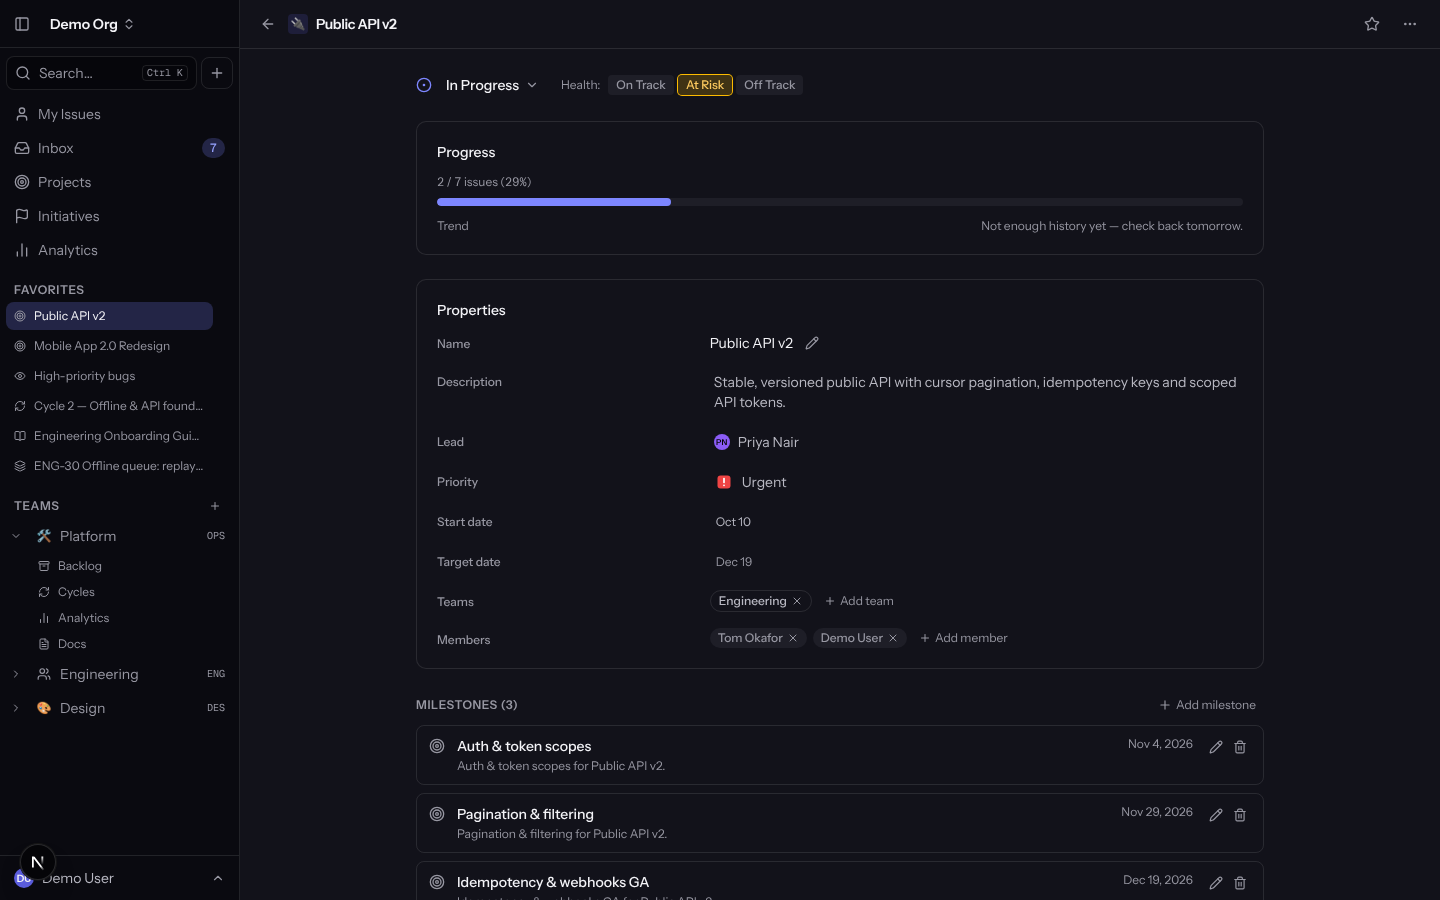 Demo Org
Public API v2
Search...
Ctrl K
My Issues
Inbox
7
Projects
Initiatives
Analytics
FAVORITES
Public API v2
Mobile App 2.0 Redesign
High-priority bugs
Cycle 2 — Offline & API found...
Engineering Onboarding Gui...
ENG-30 Offline queue: replay...
TEAMS
Platform
OPS
Backlog
Cycles
Analytics
Docs
Engineering
ENG
Design
DES
Demo User
In Progress
Health:
On Track
At Risk
Off Track
Progress
2 / 7 issues (29%)
Trend
Not enough history yet — check back tomorrow.
Properties
Name
Public API v2
Description
Stable, versioned public API with cursor pagination, idempotency keys and scoped
API tokens.
Lead
PN
Priya Nair
Priority
Urgent
Start date
Oct 10
Target date
Dec 19
Teams
Engineering
Add team
Members
Tom Okafor
Demo User
Add member
MILESTONES (3)
Add milestone
Auth & token scopes
Nov 4, 2026
Auth & token scopes for Public API v2.
Pagination & filtering
Nov 29, 2026
Pagination & filtering for Public API v2.
Idempotency & webhooks GA
Dec 19, 2026